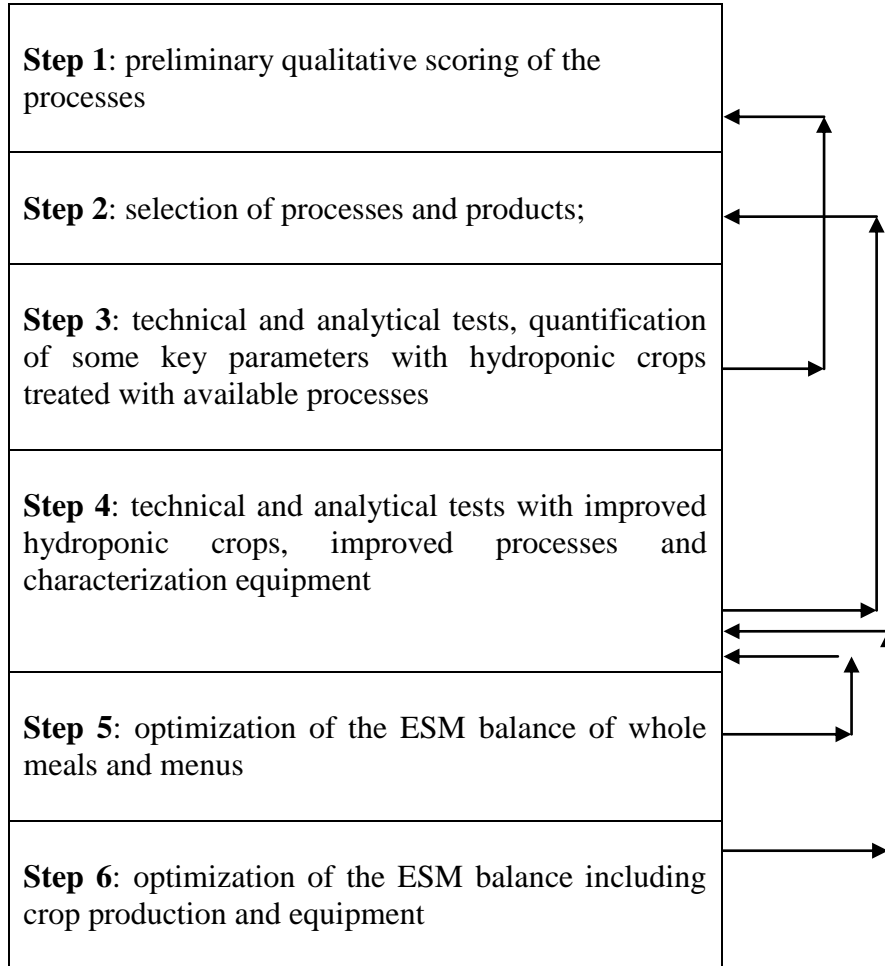 Step 1: preliminary qualitative scoring of the
processes
Step 2: selection of processes and products;
Step 3: technical and analytical tests, quantification
of some key parameters with hydroponic crops
treated with available processes
Step 4: technical and analytical tests with improved
hydroponic crops, improved processes and
characterization equipment
Step 5: optimization of the ESM balance of whole
meals and menus
Step 6: optimization of the ESM balance including
crop production and equipment